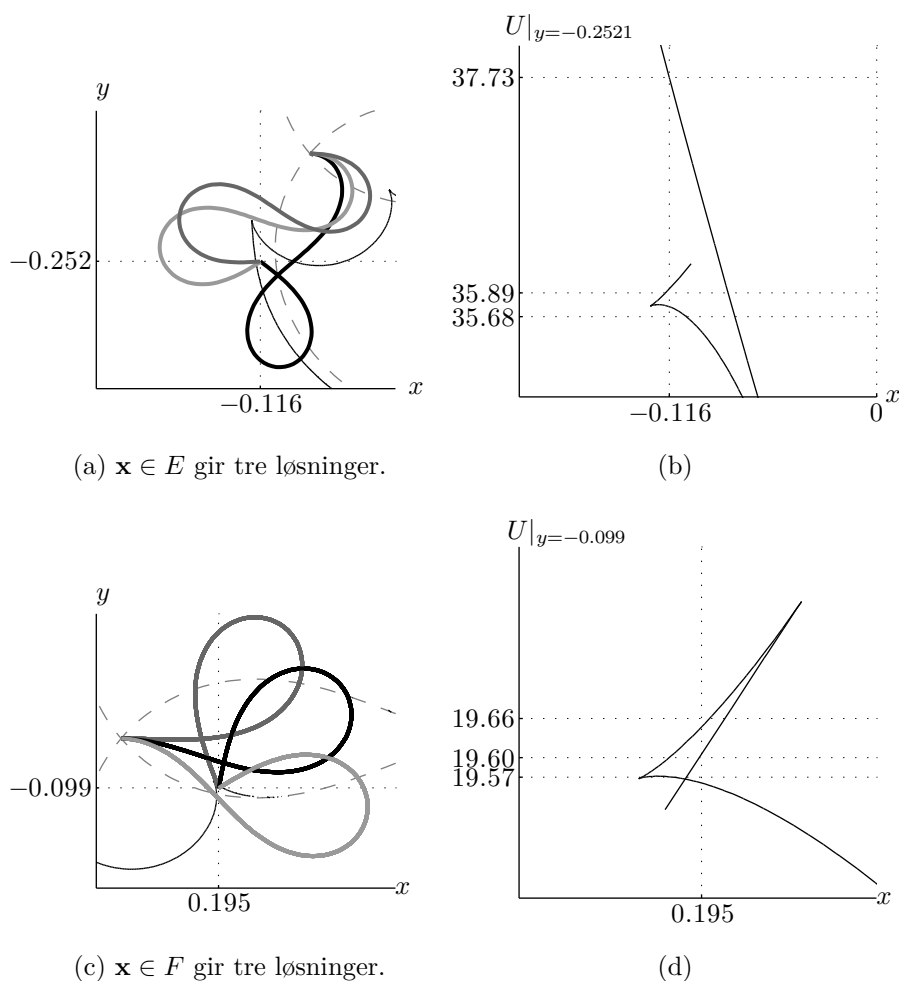 y
−0.252
−0.116
x
(a) x ∈ E gir tre løsninger.
U|y=−0.2521
37.73
35.89
35.68
−0.116
0
x
(b)
y
−0.099
0.195
x
(c) x ∈ F gir tre løsninger.
U|y=−0.099
19.66
19.60
19.57
0.195
x
(d)